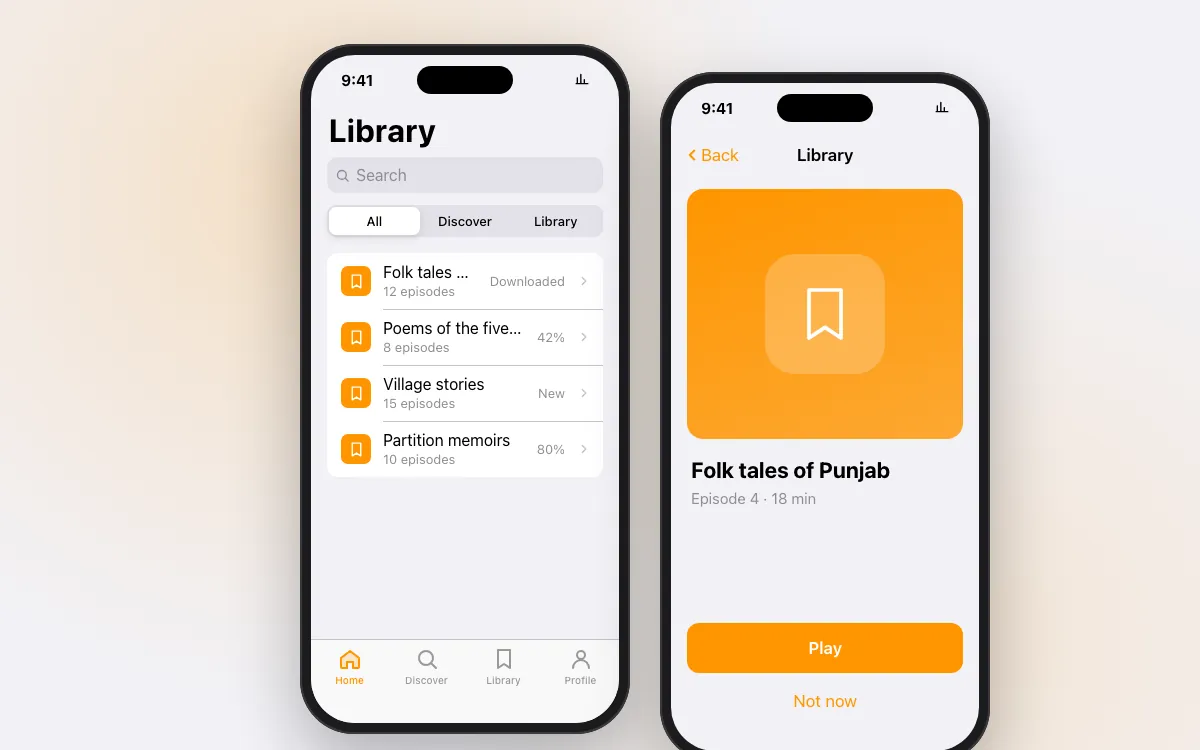 9:41
Library
Search
All Discover Library
Folk tales ... Downloaded
12 episodes
Poems of the five... 42%
8 episodes
Village stories New
15 episodes
Partition memoirs 80%
10 episodes
Home Discover Library Profile
9:41
Back Library
Folk tales of Punjab
Episode 4 · 18 min
Play
Not now